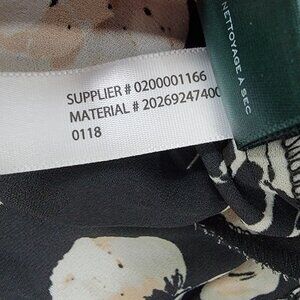 SUPPLIER # 0200001166
MATERIAL # 20269247400
0118
NETTOYAGE À SEC